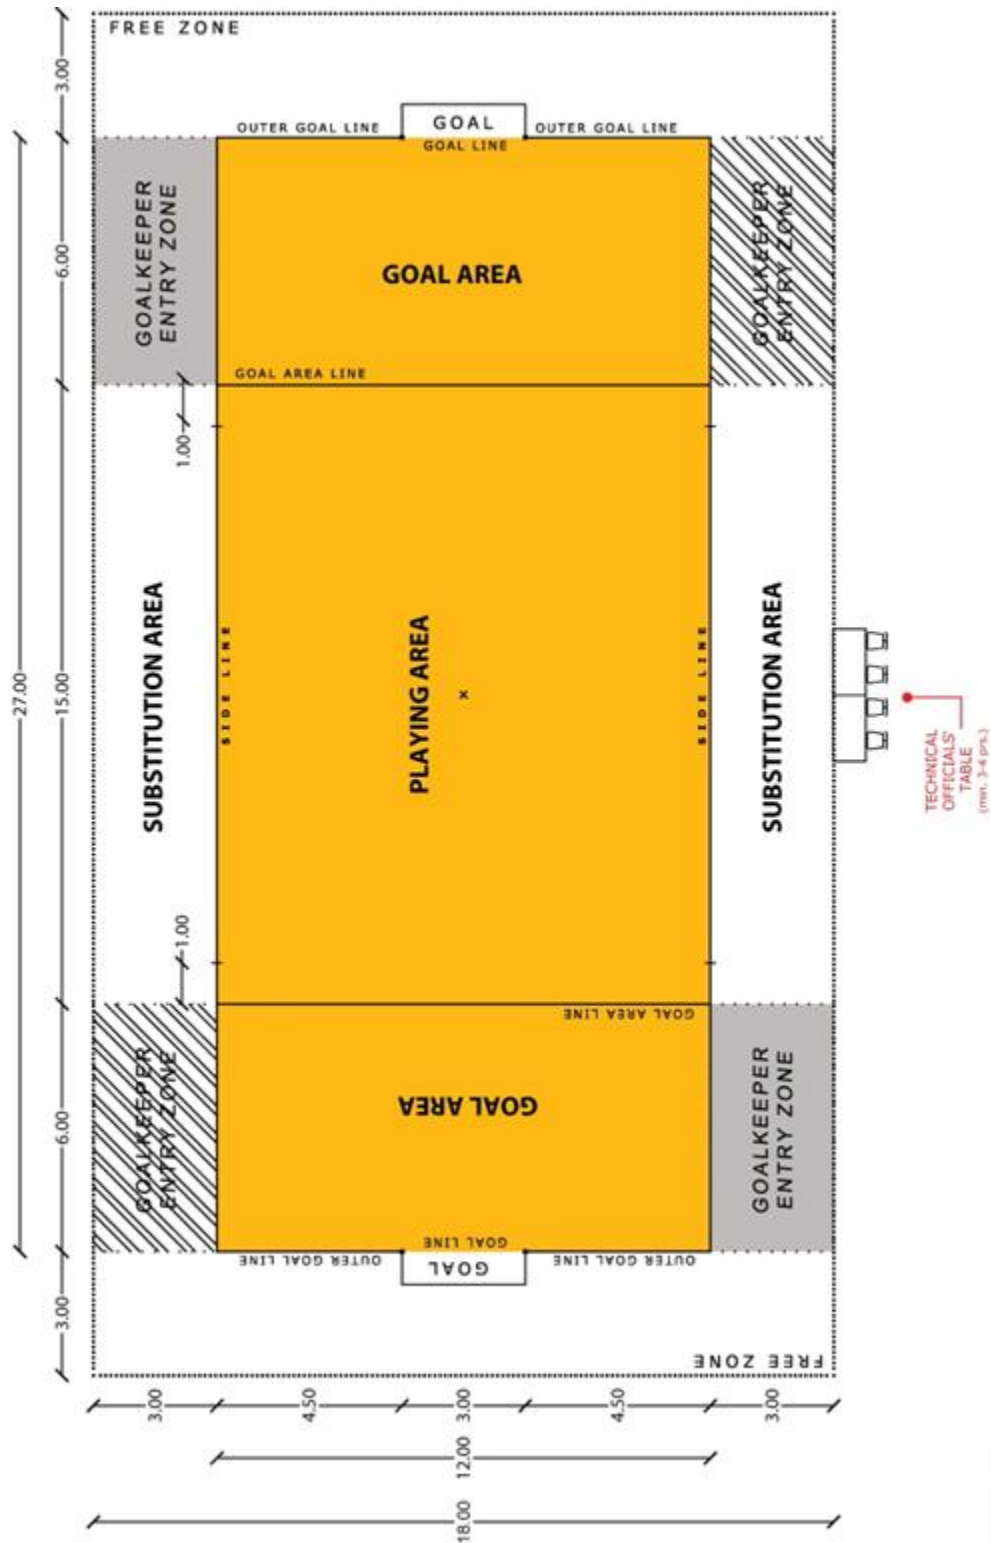 FREE ZONE
3.00
GOAL
OUTER GOAL LINE
OUTER GOAL LINE
GOAL LINE
GOALKEEPER
ENTRY ZONE
GOALKEEPER
ENTRY ZONE
6.00
GOAL AREA
GOAL AREA LINE
1.00
SUBSTITUTION AREA
SIDE LINE
PLAYING AREA
x
SIDE LINE
SUBSTITUTION AREA
27.00
15.00
TECHNICAL
OFFICIALS'
TABLE
(min. 3-4 prs.)
1.00
GOAL AREA LINE
GOALKEEPER
ENTRY ZONE
GOALKEEPER
ENTRY ZONE
6.00
GOAL AREA
GOAL LINE
OUTER GOAL LINE
OUTER GOAL LINE
GOAL
3.00
FREE ZONE
3.00
4.50
3.00
4.50
3.00
12.00
18.00